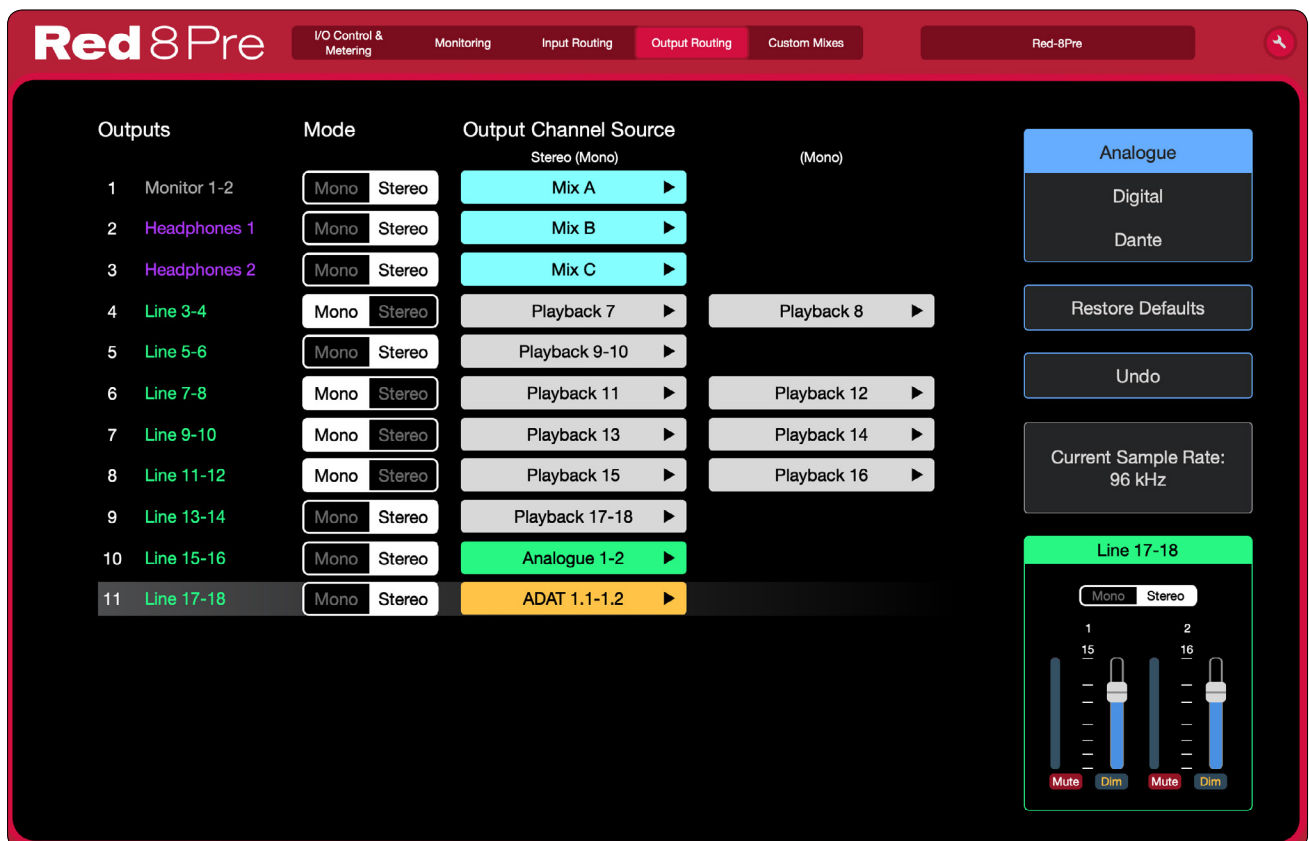 Red 8Pre
I/O Control &
Metering
Monitoring
Input Routing
Output Routing
Custom Mixes
Red-8Pre
Outputs
Mode
Output Channel Source
Stereo (Mono)
(Mono)
1 Monitor 1-2 Mono Stereo Mix A
2 Headphones 1 Mono Stereo Mix B
3 Headphones 2 Mono Stereo Mix C
4 Line 3-4 Mono Stereo Playback 7 Playback 8
5 Line 5-6 Mono Stereo Playback 9-10
6 Line 7-8 Mono Stereo Playback 11 Playback 12
7 Line 9-10 Mono Stereo Playback 13 Playback 14
8 Line 11-12 Mono Stereo Playback 15 Playback 16
9 Line 13-14 Mono Stereo Playback 17-18
10 Line 15-16 Mono Stereo Analogue 1-2
11 Line 17-18 Mono Stereo ADAT 1.1-1.2
Analogue
Digital
Dante
Restore Defaults
Undo
Current Sample Rate:
96 kHz
Line 17-18
Mono Stereo
1 2
15 16
Mute Dim Mute Dim